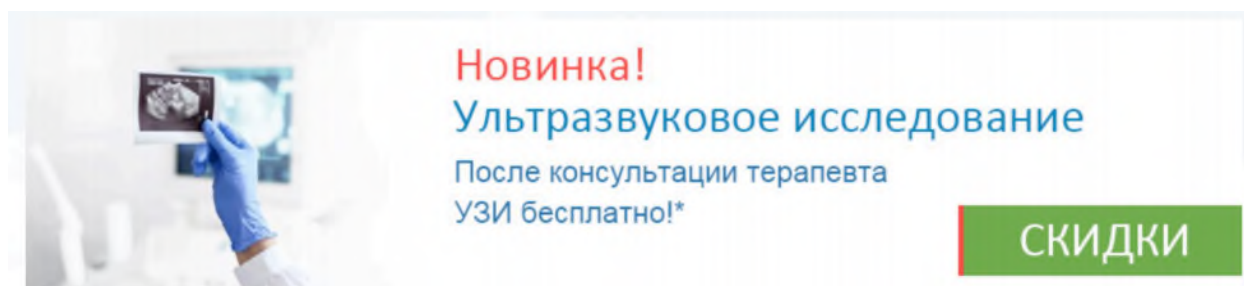 Новинка!
Ультразвуковое исследование
После консультации терапевта
УЗИ бесплатно!*
СКИДКИ